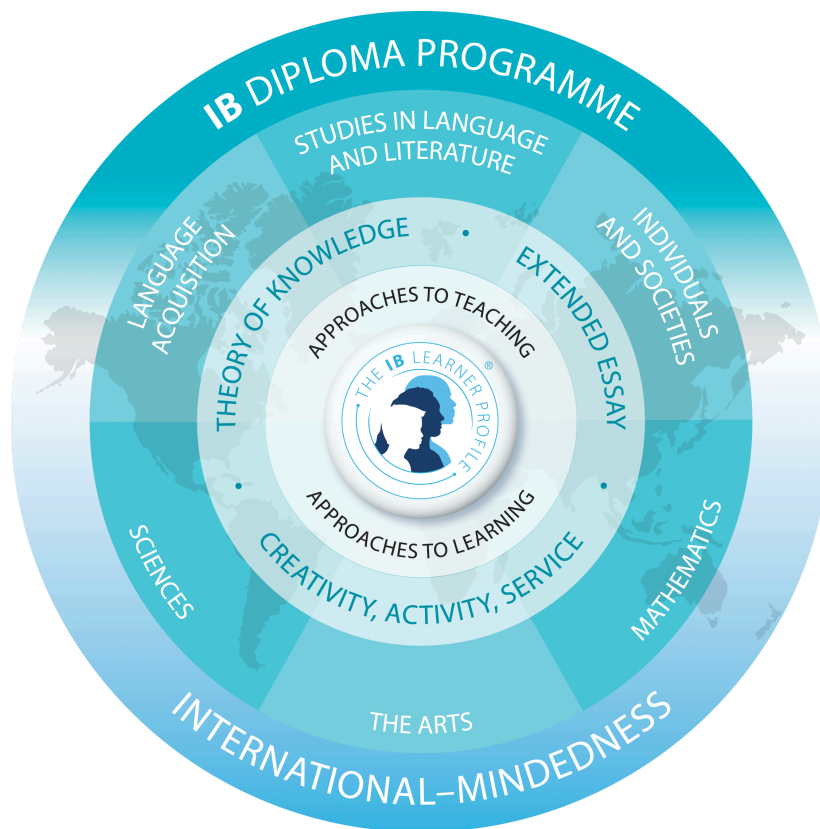 IB DIPLOMA PROGRAMME
STUDIES IN LANGUAGE
AND LITERATURE
LANGUAGE
ACQUISITION
INDIVIDUALS
AND SOCIETIES
THEORY OF KNOWLEDGE
•
EXTENDED ESSAY
APPROACHES TO TEACHING
THE IB LEARNER PROFILE
®
APPROACHES TO LEARNING
•
CREATIVITY, ACTIVITY, SERVICE
•
SCIENCES
MATHEMATICS
THE ARTS
INTERNATIONAL–MINDEDNESS